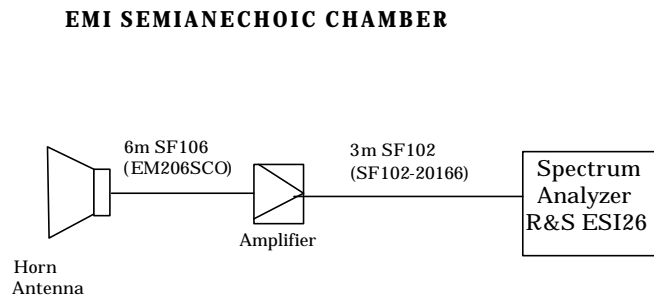 EMI SEMIANECHOIC CHAMBER
6m SF106
(EM206SCO)
3m SF102
(SF102-20166)
Spectrum
Analyzer
R&S ESI26
Amplifier
Horn
Antenna